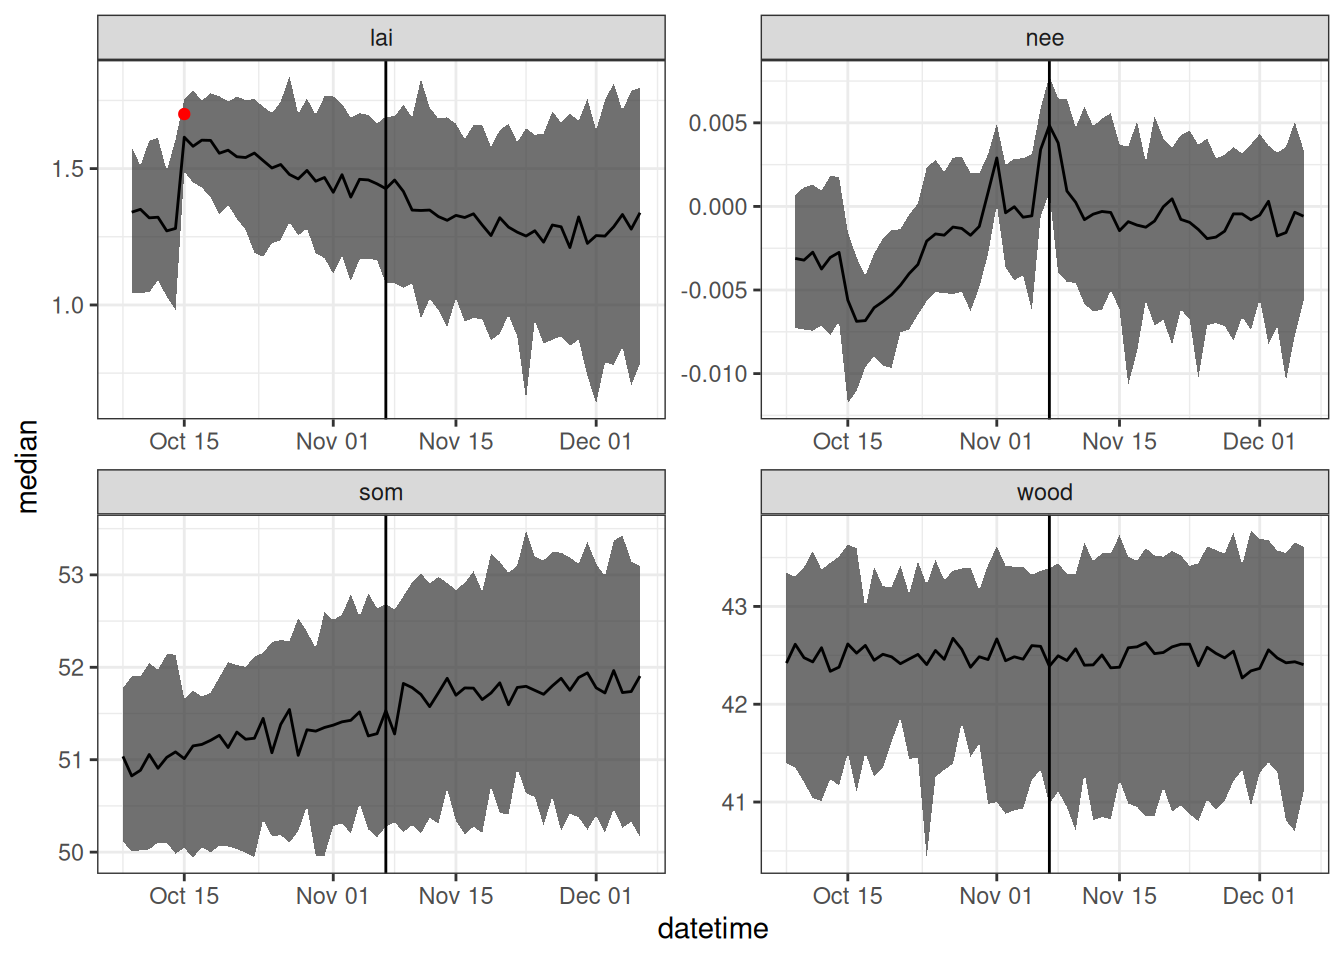 lai
nee
1.5
1.0
0.005
0.000
-0.005
-0.010
Oct 15 Nov 01 Nov 15 Dec 01
Oct 15 Nov 01 Nov 15 Dec 01
median
som
wood
53
52
51
50
43
42
41
Oct 15 Nov 01 Nov 15 Dec 01
Oct 15 Nov 01 Nov 15 Dec 01
datetime